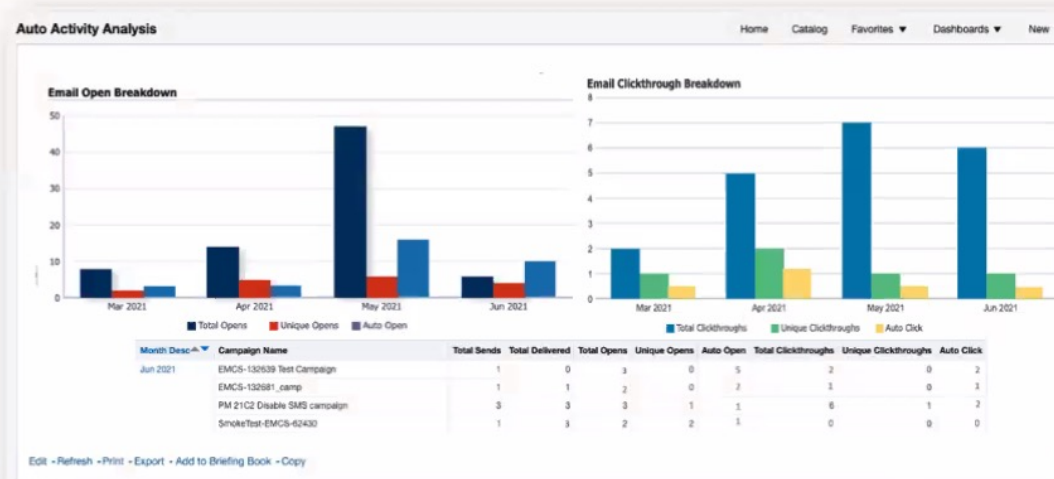 Auto Activity Analysis
Home Catalog Favorites ▼ Dashboards ▼ New
Email Open Breakdown
50
40
30
20
10
0
Mar 2021 Apr 2021 May 2021 Jun 2021
Total Opens Unique Opens Auto Open
Email Clickthrough Breakdown
8
7
6
5
4
3
2
1
0
Mar 2021 Apr 2021 May 2021 Jun 2021
Total Clickthroughs Unique Clickthroughs Auto Click
Month Desc Campaign Name Total Sends Total Delivered Total Opens Unique Opens Auto Open Total Clickthroughs Unique Clickthroughs Auto Click
Jun 2021 EMCS-132639 Test Campaign 1 0 3 0 5 2 0 2
EMCS-132681_camp 1 1 2 0 2 1 0 1
PM 21C2 Disable SMS campaign 3 3 3 1 1 6 1 2
SmokeTest-EMCS-62430 1 3 2 2 1 0 0 0
Edit - Refresh - Print - Export - Add to Briefing Book - Copy